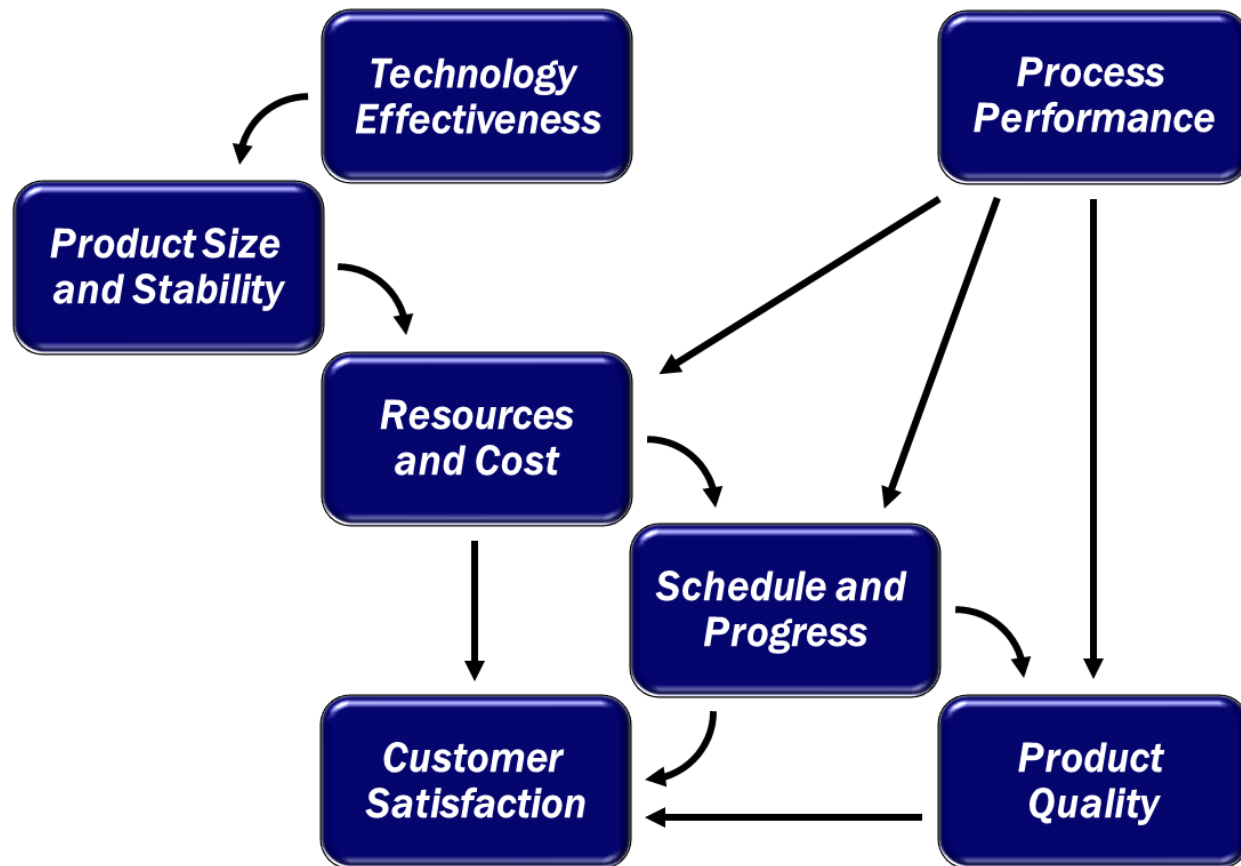 Technology
Effectiveness
Process
Performance
Product Size
and Stability
Resources
and Cost
Schedule and
Progress
Customer
Satisfaction
Product
Quality